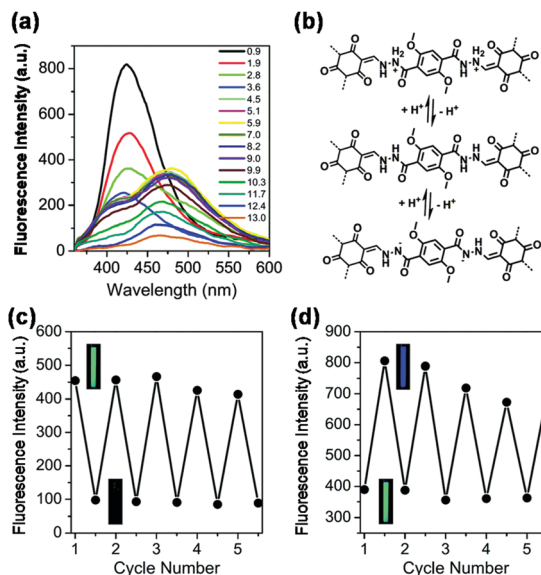 (a)
Fluorescence Intensity (a.u.)
800
600
400
200
0
0.9
1.9
2.8
3.6
4.5
5.1
5.9
7.0
8.2
9.0
9.9
10.3
11.7
12.4
13.0
400 450 500 550 600
Wavelength (nm)
(b)
+ H⁺ - H⁺
+ H⁺ - H⁺
(c)
Fluorescence Intensity (a.u.)
600
500
400
300
200
100
0
1 2 3 4 5
Cycle Number
(d)
Fluorescence Intensity (a.u.)
900
800
700
600
500
400
300
1 2 3 4 5
Cycle Number